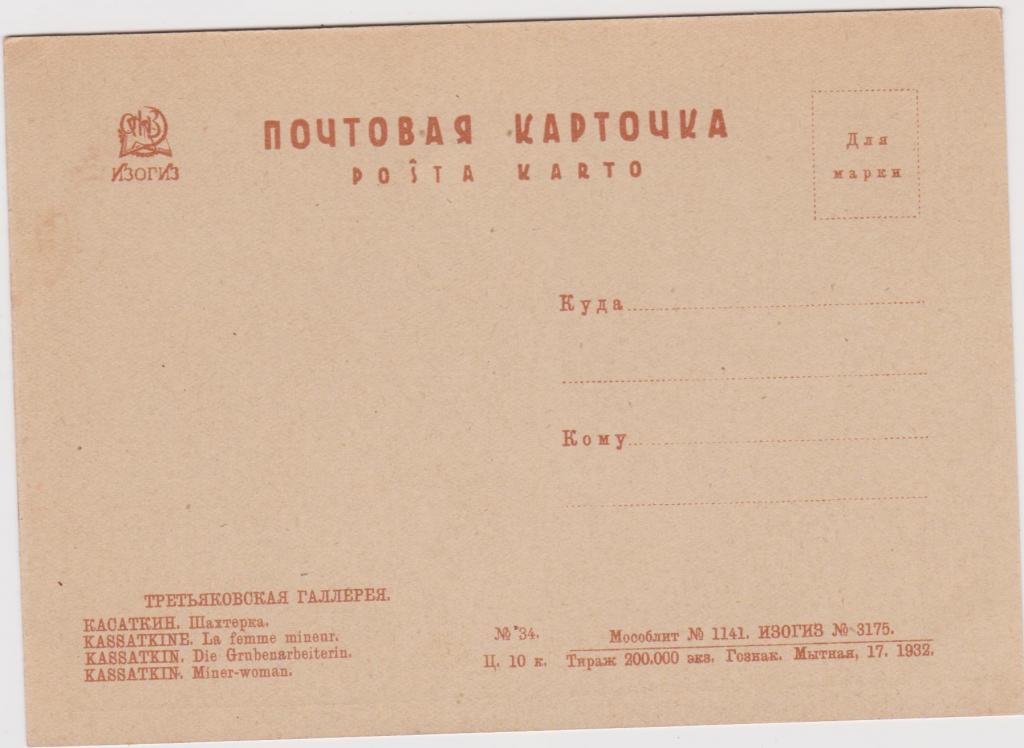 ОГИЗ
ИЗОГИЗ
ПОЧТОВАЯ КАРТОЧКА
POŜTA KARTO
Для
марки
Куда
Кому
ТРЕТЬЯКОВСКАЯ ГАЛЛЕРЕЯ.
КАСАТКИН. Шахтерка.
KASSATKINE. La femme mineur.
KASSATKIN. Die Grubenarbeiterin.
KASSATKIN. Miner-woman.
№ 34.
Ц. 10 к.
Мособлит № 1141. ИЗОГИЗ № 3175.
Тираж 200.000 экз. Гознак. Мытная, 17. 1932.